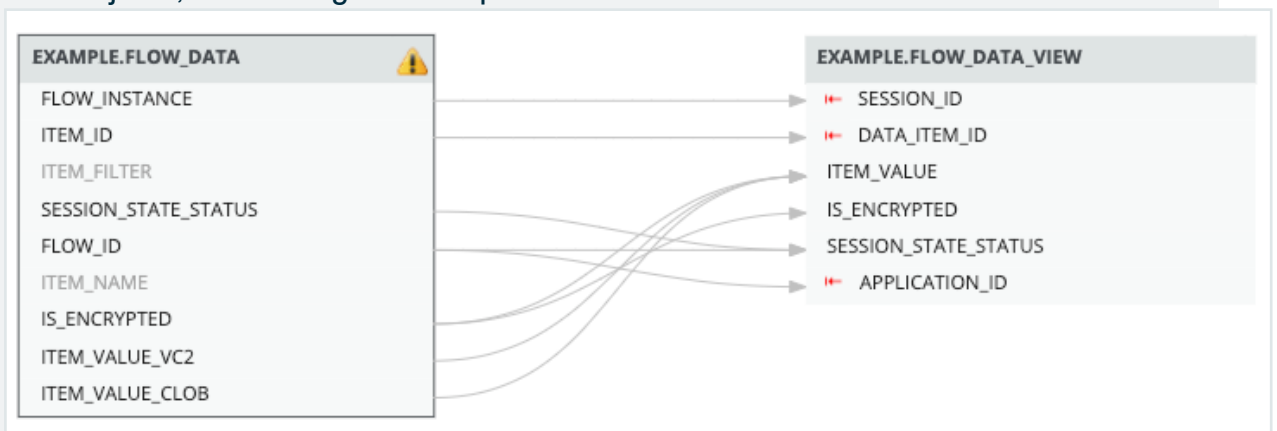 EXAMPLE.FLOW_DATA
FLOW_INSTANCE
ITEM_ID
ITEM_FILTER
SESSION_STATE_STATUS
FLOW_ID
ITEM_NAME
IS_ENCRYPTED
ITEM_VALUE_VC2
ITEM_VALUE_CLOB
EXAMPLE.FLOW_DATA_VIEW
SESSION_ID
DATA_ITEM_ID
ITEM_VALUE
IS_ENCRYPTED
SESSION_STATE_STATUS
APPLICATION_ID